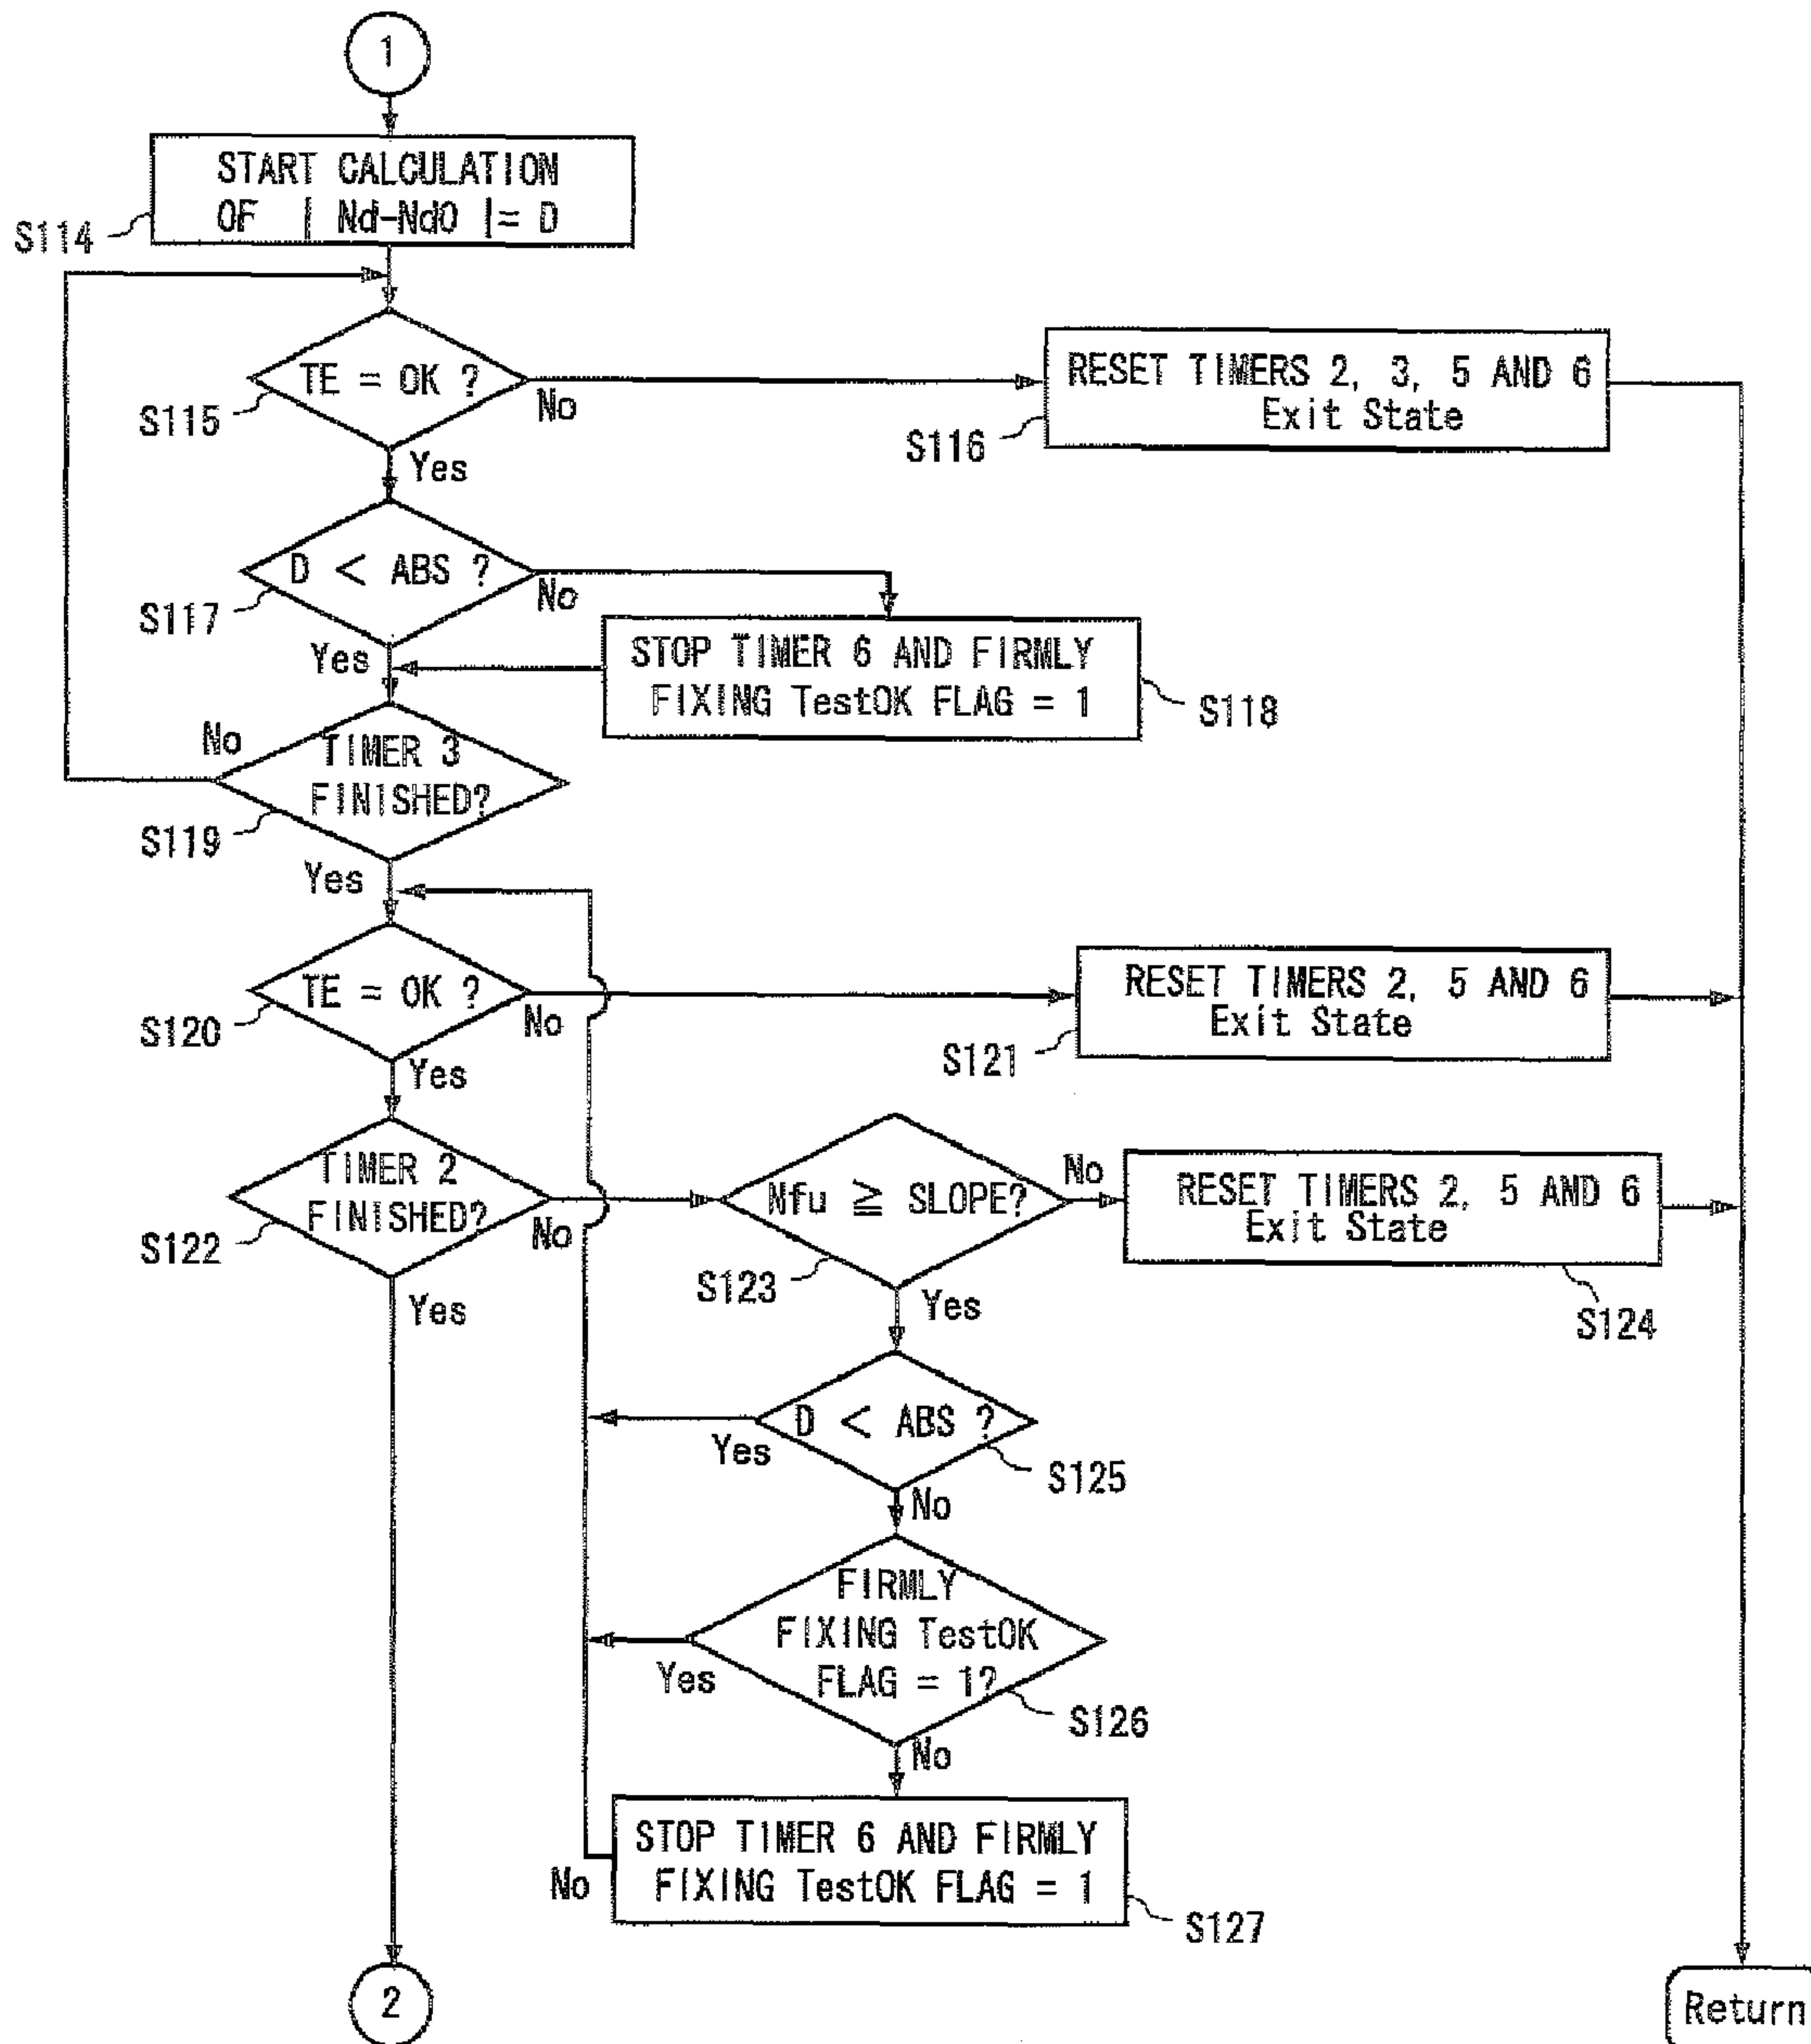 1
START CALCULATION
OF | Nd-Nd0 |= D
S114
TE = OK ?
S115
No
Yes
RESET TIMERS 2, 3, 5 AND 6
Exit State
S116
D < ABS ?
S117
No
Yes
STOP TIMER 6 AND FIRMLY
FIXING TestOK FLAG = 1
S118
No
TIMER 3
FINISHED?
S119
Yes
TE = OK ?
S120
No
Yes
RESET TIMERS 2, 5 AND 6
Exit State
S121
TIMER 2
FINISHED?
S122
No
Yes
Nfu ≧ SLOPE?
S123
No
Yes
RESET TIMERS 2, 5 AND 6
Exit State
S124
D < ABS ?
Yes
S125
No
FIRMLY
FIXING TestOK
FLAG = 1?
Yes
S126
No
STOP TIMER 6 AND FIRMLY
FIXING TestOK FLAG = 1
No
S127
2
Return